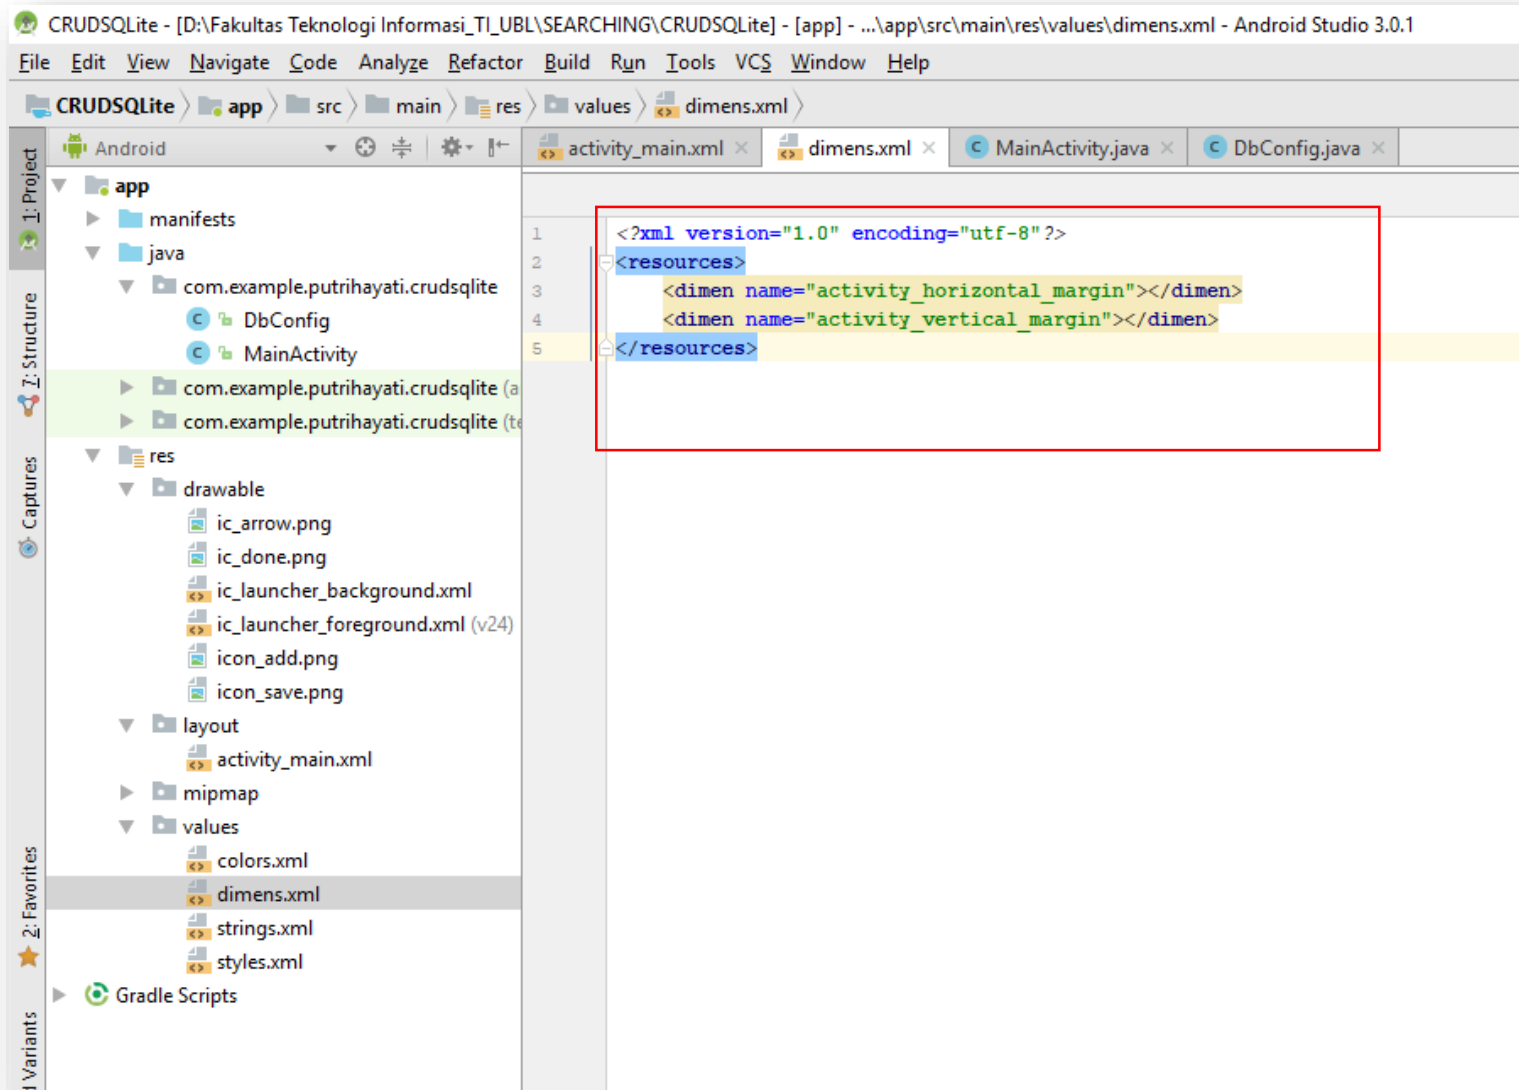 CRUDSQLite - [D:\Fakultas Teknologi Informasi_TI_UBL\SEARCHING\CRUDSQLite] - [app] - ...\app\src\main\res\values\dimens.xml - Android Studio 3.0.1
File Edit View Navigate Code Analyze Refactor Build Run Tools VCS Window Help
CRUDSQLite app src main res values dimens.xml
Android
activity_main.xml dimens.xml MainActivity.java DbConfig.java
1: Project
7: Structure
Captures
2: Favorites
Variants
app
manifests
java
com.example.putrihayati.crudsqlite
DbConfig
MainActivity
com.example.putrihayati.crudsqlite (a
com.example.putrihayati.crudsqlite (te
res
drawable
ic_arrow.png
ic_done.png
ic_launcher_background.xml
ic_launcher_foreground.xml (v24)
icon_add.png
icon_save.png
layout
activity_main.xml
mipmap
values
colors.xml
dimens.xml
strings.xml
styles.xml
Gradle Scripts
1 <?xml version="1.0" encoding="utf-8"?>
2 <resources>
3 <dimen name="activity_horizontal_margin"></dimen>
4 <dimen name="activity_vertical_margin"></dimen>
5 </resources>